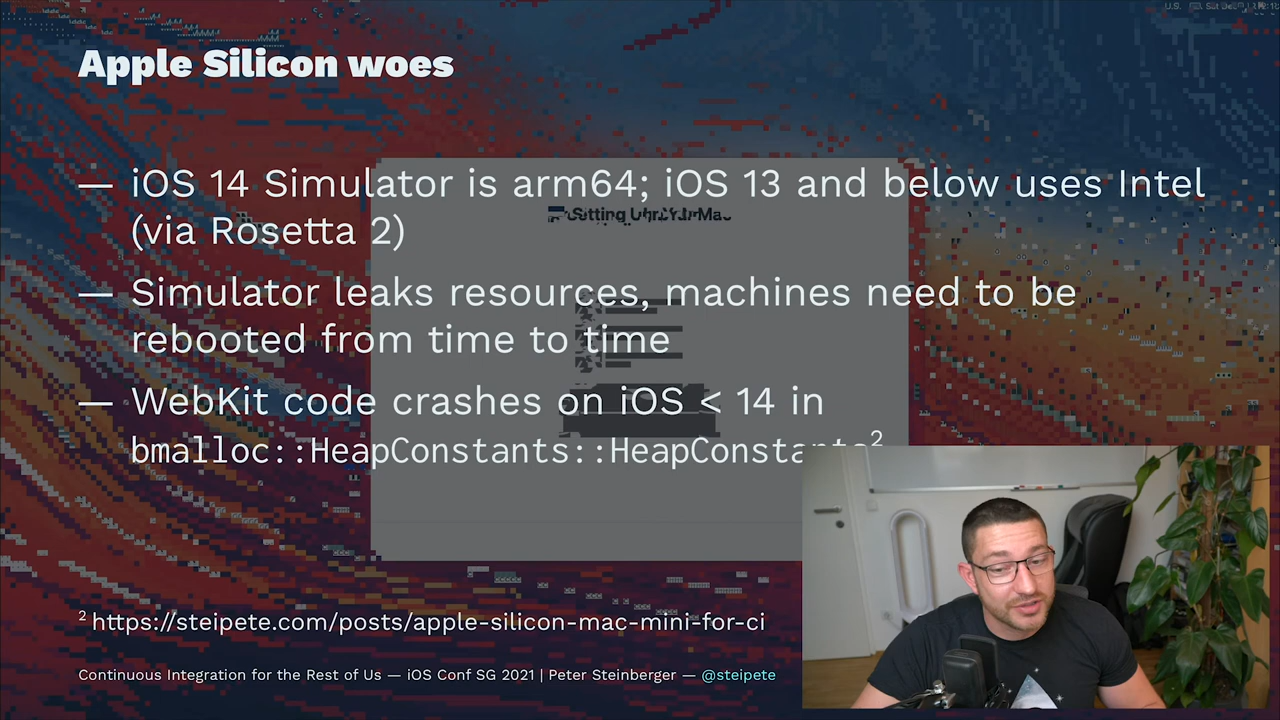 Apple Silicon woes
— iOS 14 Simulator is arm64; iOS 13 and below uses Intel
(via Rosetta 2)
— Simulator leaks resources, machines need to be
rebooted from time to time
— WebKit code crashes on iOS < 14 in
bmalloc::HeapConstants::HeapConstants²
² https://steipete.com/posts/apple-silicon-mac-mini-for-ci
Continuous Integration for the Rest of Us — iOS Conf SG 2021 | Peter Steinberger — @steipete